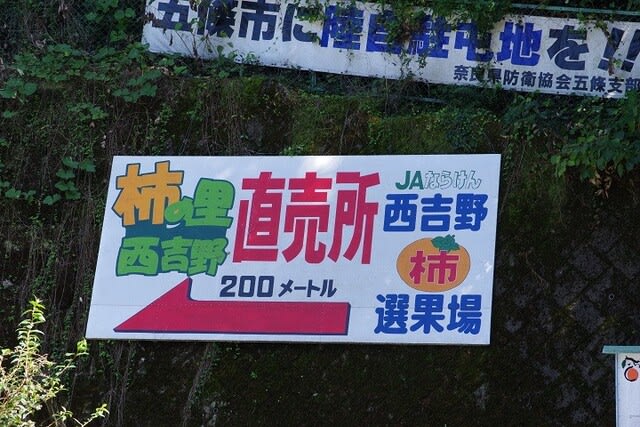 五條市に陸自駐屯地を!!
奈良県防衛協会五條支部
柿の里
西吉野
直売所
200メートル
JAならけん
西吉野
柿
選果場